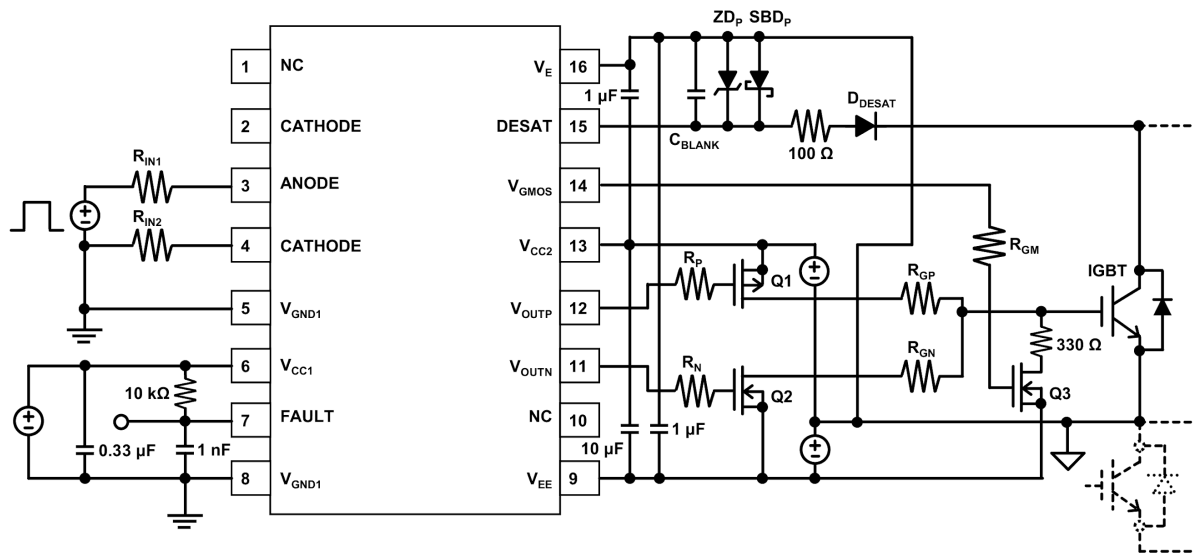 ZDP SBDP
1 NC
VE 16
1 µF
DDESAT
2 CATHODE
DESAT 15
CBLANK
100 Ω
RIN1
3 ANODE
VGMOS 14
RIN2
4 CATHODE
VCC2 13
RGM
RP
Q1
RGP
IGBT
5 VGND1
VOUTP 12
330 Ω
RGN
6 VCC1
VOUTN 11
RN
10 kΩ
Q2
Q3
7 FAULT
NC 10
0.33 µF
1 nF
10 µF
1 µF
8 VGND1
VEE 9